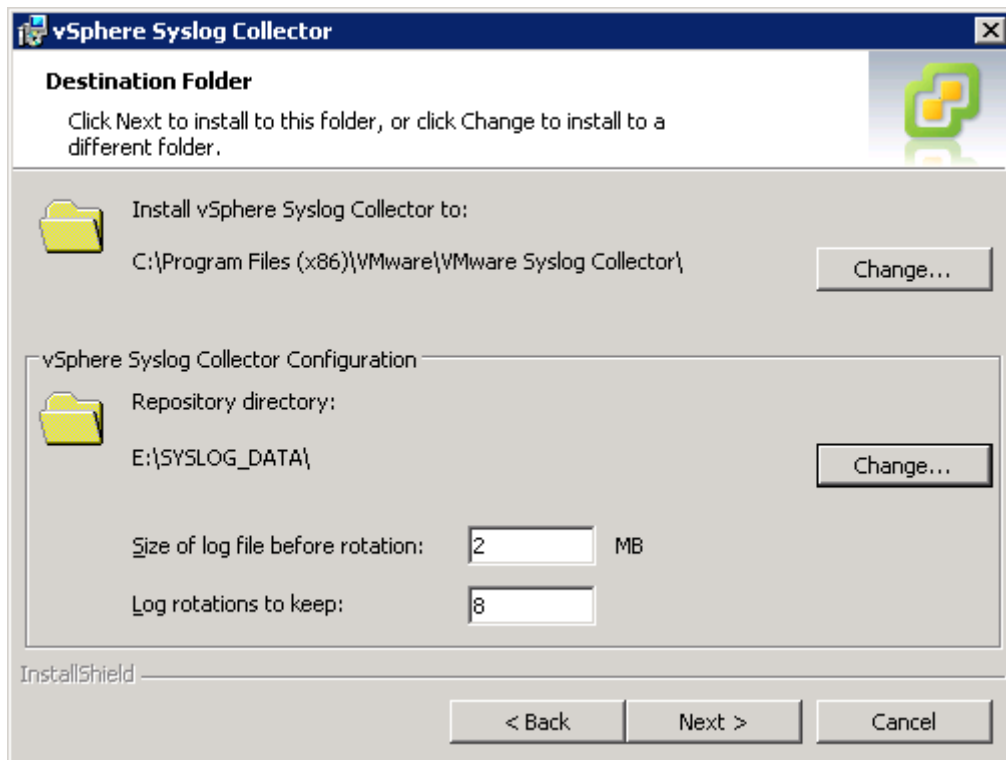 vSphere Syslog Collector
Destination Folder
Click Next to install to this folder, or click Change to install to a
different folder.
Install vSphere Syslog Collector to:
C:\Program Files (x86)\VMware\VMware Syslog Collector\
Change...
vSphere Syslog Collector Configuration
Repository directory:
E:\SYSLOG_DATA\
Change...
Size of log file before rotation: 2 MB
Log rotations to keep: 8
InstallShield
< Back Next > Cancel